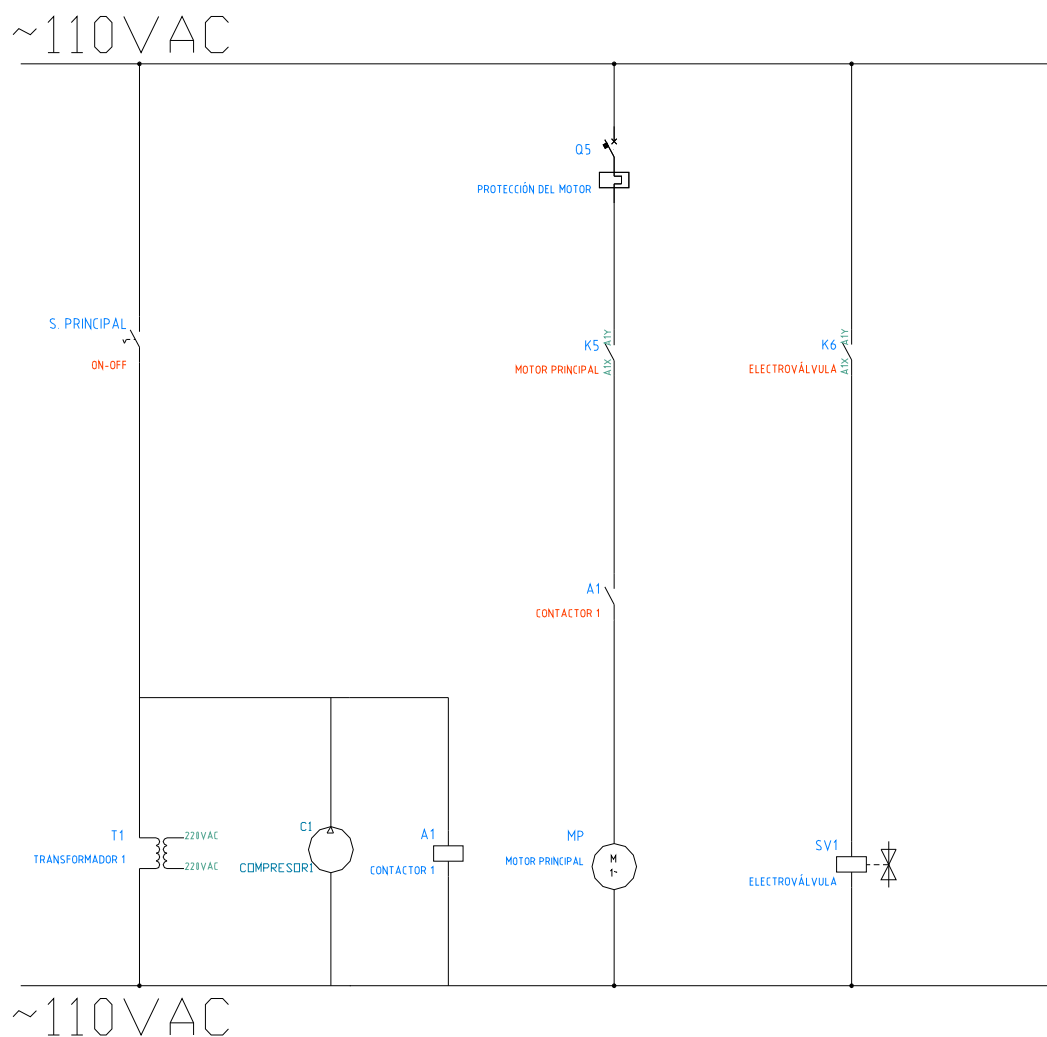 ~110VAC
Q5
PROTECCIÓN DEL MOTOR
S. PRINCIPAL
ON-OFF
K5
A1Y
A1X
MOTOR PRINCIPAL
K6
A1Y
A1X
ELECTROVÁLVULA
A1
CONTACTOR 1
T1
TRANSFORMADOR 1
220VAC
220VAC
C1
COMPRESOR1
A1
CONTACTOR 1
MP
MOTOR PRINCIPAL
M
1~
SV1
ELECTROVÁLVULA
~110VAC